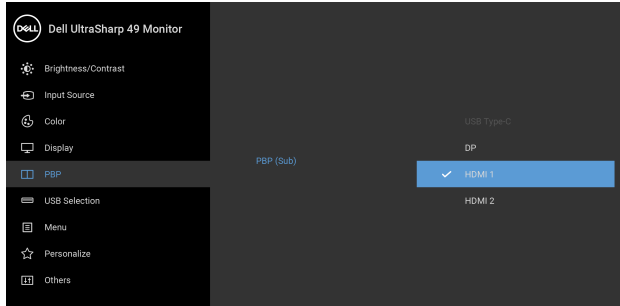 DELL
Dell UltraSharp 49 Monitor
Brightness/Contrast
Input Source
Color
Display
PBP
USB Selection
Menu
Personalize
Others
PBP (Sub)
USB Type-C
DP
HDMI 1
HDMI 2